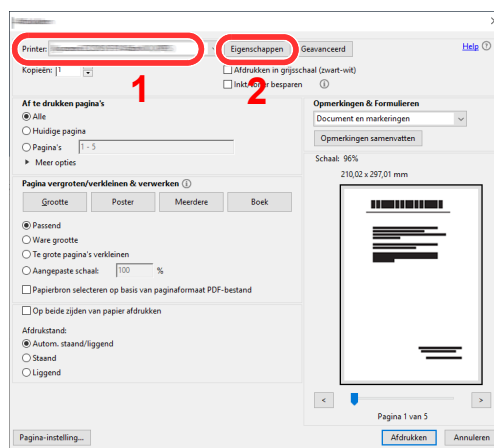 Printer:
Eigenschappen
Geavanceerd
Help
Kopieën: 1
Afdrukken in grijsschaal (zwart-wit)
Inkt/toner besparen
1
2
Af te drukken pagina's
Alle
Huidige pagina
Pagina's 1 - 5
Meer opties
Pagina vergroten/verkleinen & verwerken
Grootte
Poster
Meerdere
Boek
Passend
Ware grootte
Te grote pagina's verkleinen
Aangepaste schaal: 100 %
Papierbron selecteren op basis van paginaformaat PDF-bestand
Op beide zijden van papier afdrukken
Afdrukstand:
Autom. staand/liggend
Staand
Liggend
Opmerkingen & Formulieren
Document en markeringen
Opmerkingen samenvatten
Schaal: 96%
210,02 x 297,01 mm
<
>
Pagina 1 van 5
Pagina-instelling...
Afdrukken
Annuleren